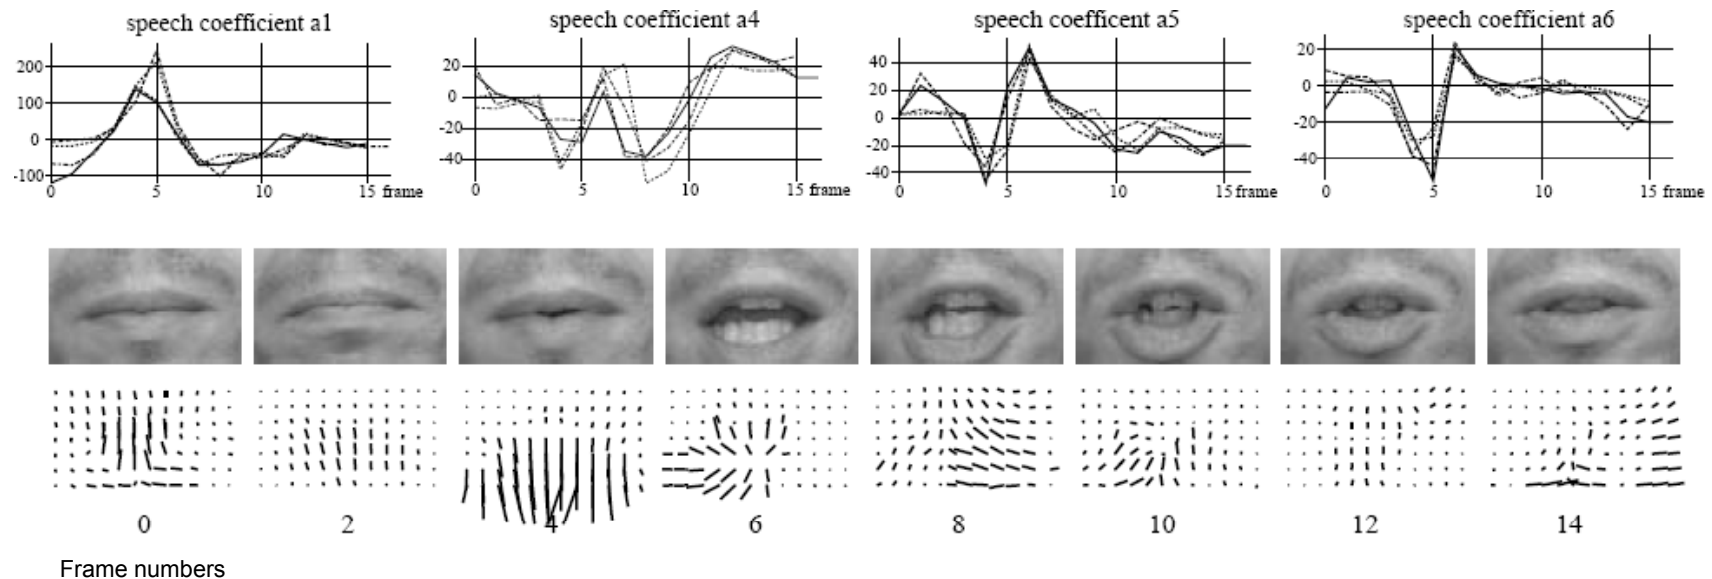 speech coefficient a1
200
100
0
-100
0 5 10 15 frame
speech coefficient a4
20
0
-20
-40
0 5 10 15 frame
speech coefficent a5
40
20
0
-20
-40
0 5 10 15 frame
speech coefficient a6
20
0
-20
-40
0 5 10 15 frame
0 2 4 6 8 10 12 14
Frame numbers